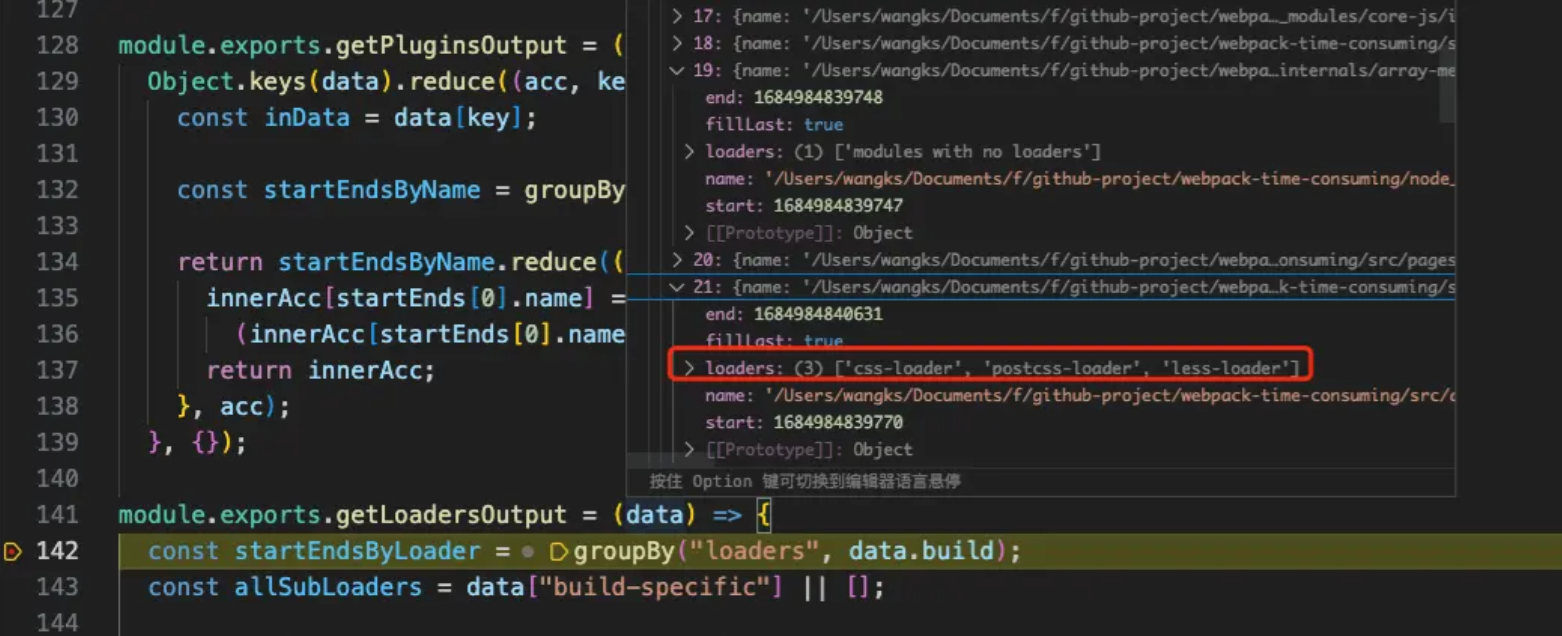 127
128 module.exports.getPluginsOutput = (
129 Object.keys(data).reduce((acc, ke
130 const inData = data[key];
131
132 const startEndsByName = groupBy
133
134 return startEndsByName.reduce((
135 innerAcc[startEnds[0].name] =
136 (innerAcc[startEnds[0].name
137 return innerAcc;
138 }, acc);
139 }, {});
140
141 module.exports.getLoadersOutput = (data) => {
142 const startEndsByLoader = groupBy("loaders", data.build);
143 const allSubLoaders = data["build-specific"] || [];
144
17: {name: '/Users/wangks/Documents/f/github-project/webpa…_modules/core-js/i
18: {name: '/Users/wangks/Documents/f/github-project/webpack-time-consuming/s
19: {name: '/Users/wangks/Documents/f/github-project/webpa…internals/array-me
end: 1684984839748
fillLast: true
loaders: (1) ['modules with no loaders']
name: '/Users/wangks/Documents/f/github-project/webpack-time-consuming/node_
start: 1684984839747
[[Prototype]]: Object
20: {name: '/Users/wangks/Documents/f/github-project/webpa…onsuming/src/pages
21: {name: '/Users/wangks/Documents/f/github-project/webpa…k-time-consuming/s
end: 1684984840631
fillLast: true
loaders: (3) ['css-loader', 'postcss-loader', 'less-loader']
name: '/Users/wangks/Documents/f/github-project/webpack-time-consuming/src/c
start: 1684984839770
[[Prototype]]: Object
按住 Option 键可切换到编辑器语言悬停